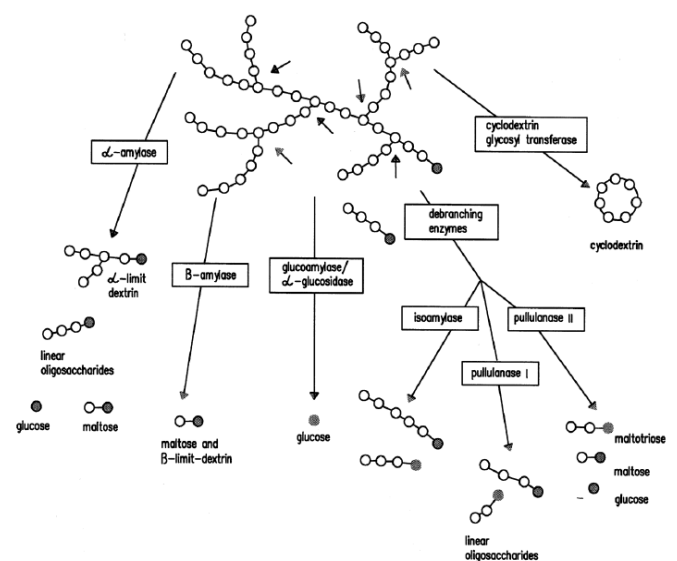 cyclodextrin
glycosyl transferase
α-amylase
cyclodextrin
debranching
enzymes
α-limit
dextrin
β-amylase
glucoamylase/
α-glucosidase
isoamylase
pullulanase II
linear
oligosaccharides
pullulanase I
glucose
maltose
maltose and
β-limit-dextrin
glucose
maltotriose
maltose
glucose
linear
oligosaccharides